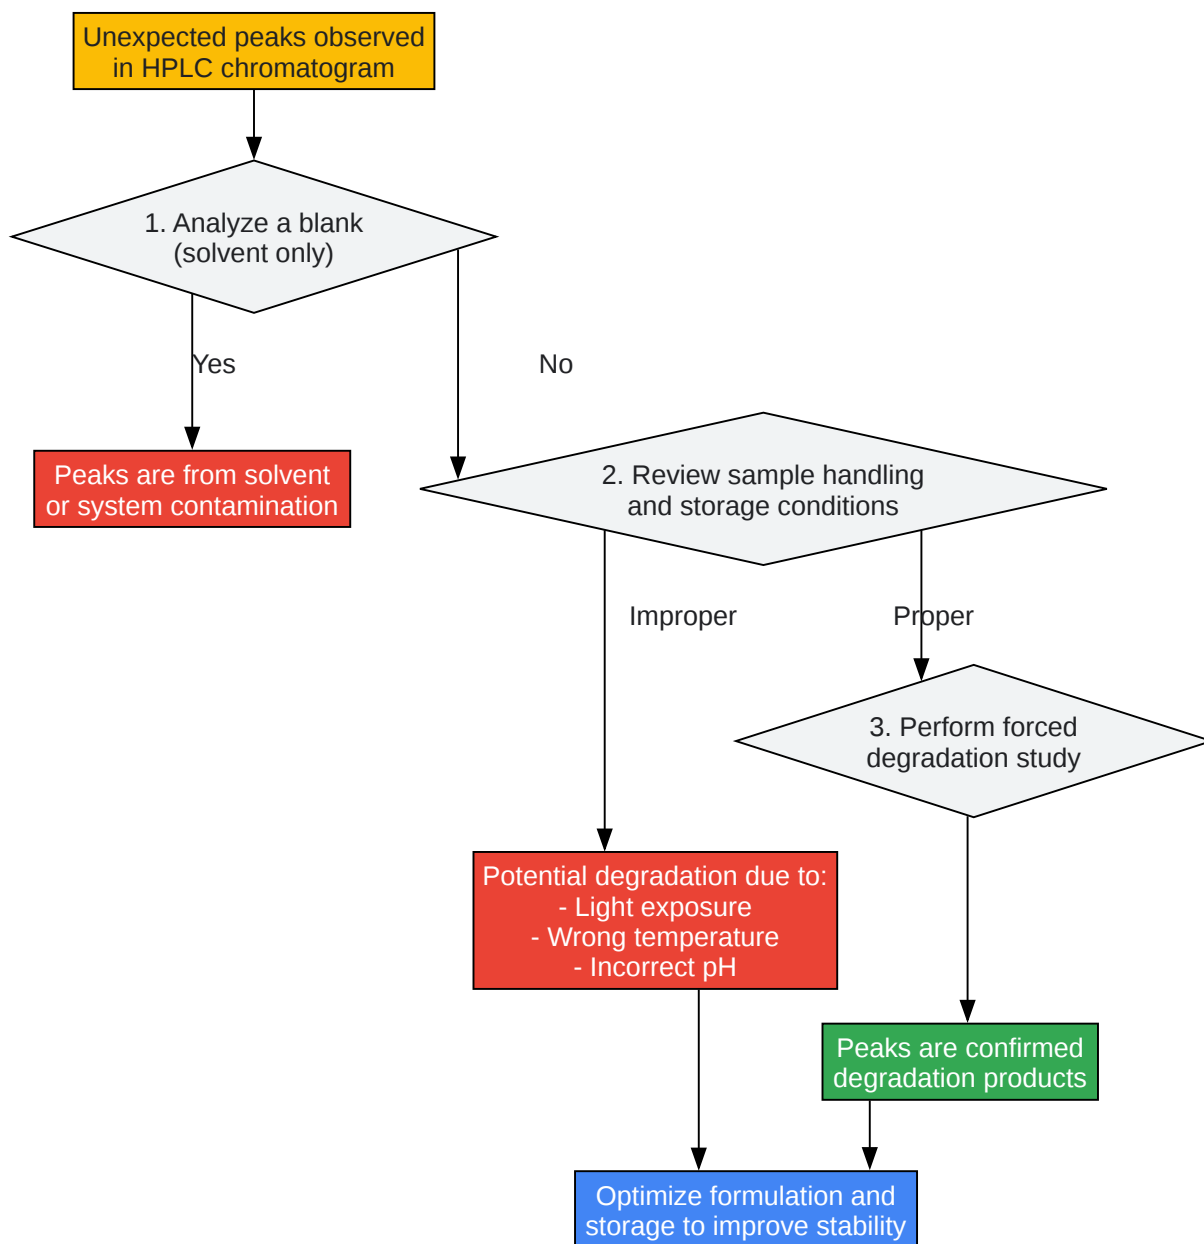 Unexpected peaks observed
in HPLC chromatogram
1. Analyze a blank
(solvent only)
Yes
No
Peaks are from solvent
or system contamination
2. Review sample handling
and storage conditions
Improper
Proper
3. Perform forced
degradation study
Potential degradation due to:
- Light exposure
- Wrong temperature
- Incorrect pH
Peaks are confirmed
degradation products
Optimize formulation and
storage to improve stability